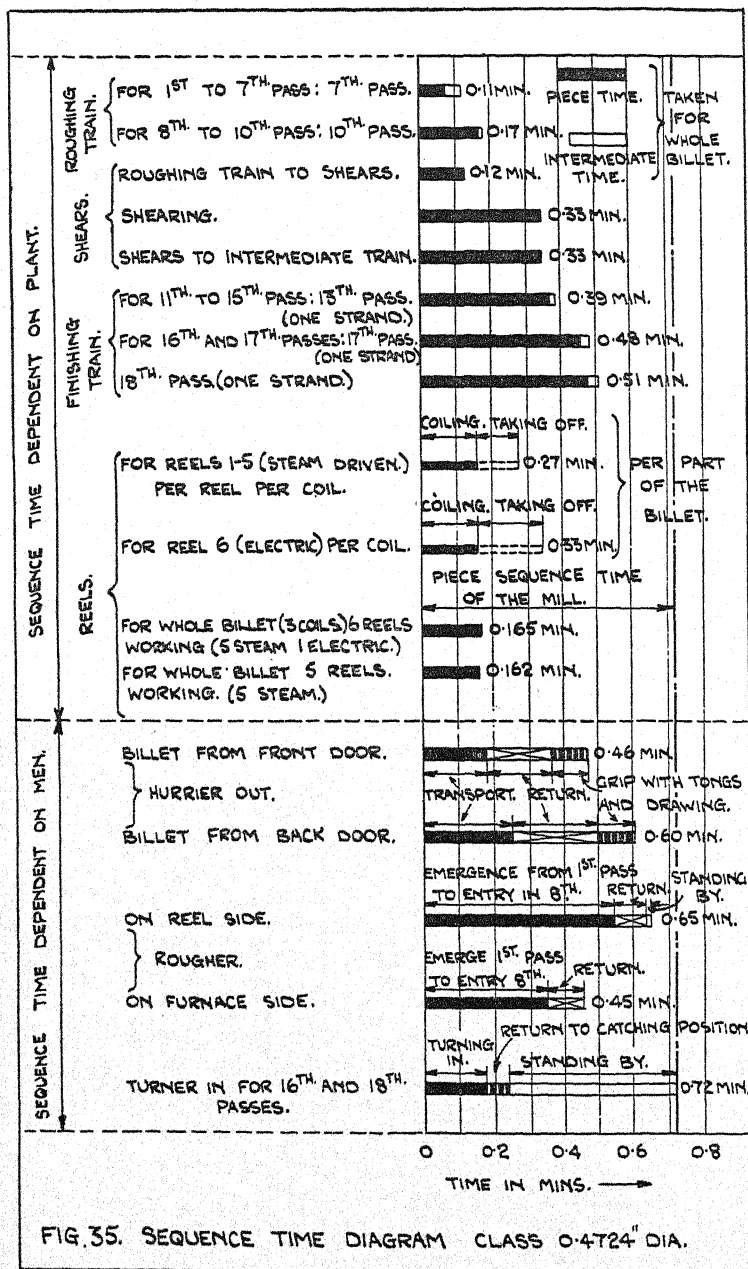 SEQUENCE TIME DEPENDENT ON PLANT.
ROUGHING TRAIN.
FOR 1ST TO 7TH. PASS: 7TH. PASS.
0.11 MIN.
PIECE TIME.
FOR 8TH. TO 10TH. PASS: 10TH. PASS.
0.17 MIN.
INTERMEDIATE TIME.
TAKEN
FOR
WHOLE
BILLET.
SHEARS.
ROUGHING TRAIN TO SHEARS.
0.12 MIN.
SHEARING.
0.33 MIN.
SHEARS TO INTERMEDIATE TRAIN.
0.33 MIN.
FINISHING TRAIN.
FOR 11TH. TO 15TH. PASS: 13TH. PASS.
(ONE STRAND.)
0.39 MIN.
FOR 16TH. AND 17TH. PASSES: 17TH. PASS.
(ONE STRAND)
0.48 MIN.
18TH. PASS. (ONE STRAND.)
0.51 MIN.
REELS.
COILING. TAKING OFF.
FOR REELS 1-5 (STEAM DRIVEN.)
PER REEL PER COIL.
0.27 MIN.
COILING. TAKING OFF.
FOR REEL 6 (ELECTRIC) PER COIL.
0.33 MIN.
PER PART
OF THE
BILLET.
PIECE SEQUENCE TIME
OF THE MILL.
FOR WHOLE BILLET (3 COILS) 6 REELS
WORKING (5 STEAM 1 ELECTRIC.)
0.165 MIN.
FOR WHOLE BILLET 5 REELS.
WORKING. (5 STEAM.)
0.162 MIN.
SEQUENCE TIME DEPENDENT ON MEN.
BILLET FROM FRONT DOOR.
0.46 MIN.
HURRIER OUT.
TRANSPORT. RETURN.
GRIP WITH TONGS
AND DRAWING.
BILLET FROM BACK DOOR.
0.60 MIN.
EMERGENCE FROM 1ST. PASS
TO ENTRY IN 8TH.
RETURN.
STANDING
BY.
ON REEL SIDE.
0.65 MIN.
ROUGHER.
EMERGE 1ST. PASS
TO ENTRY 8TH.
RETURN.
ON FURNACE SIDE.
0.45 MIN.
RETURN TO CATCHING POSITION
TURNING
IN.
STANDING BY.
TURNER IN FOR 16TH. AND 18TH.
PASSES.
0.72 MIN.
0 0.2 0.4 0.6 0.8
TIME IN MINS.
FIG. 35. SEQUENCE TIME DIAGRAM CLASS 0.4724" DIA.